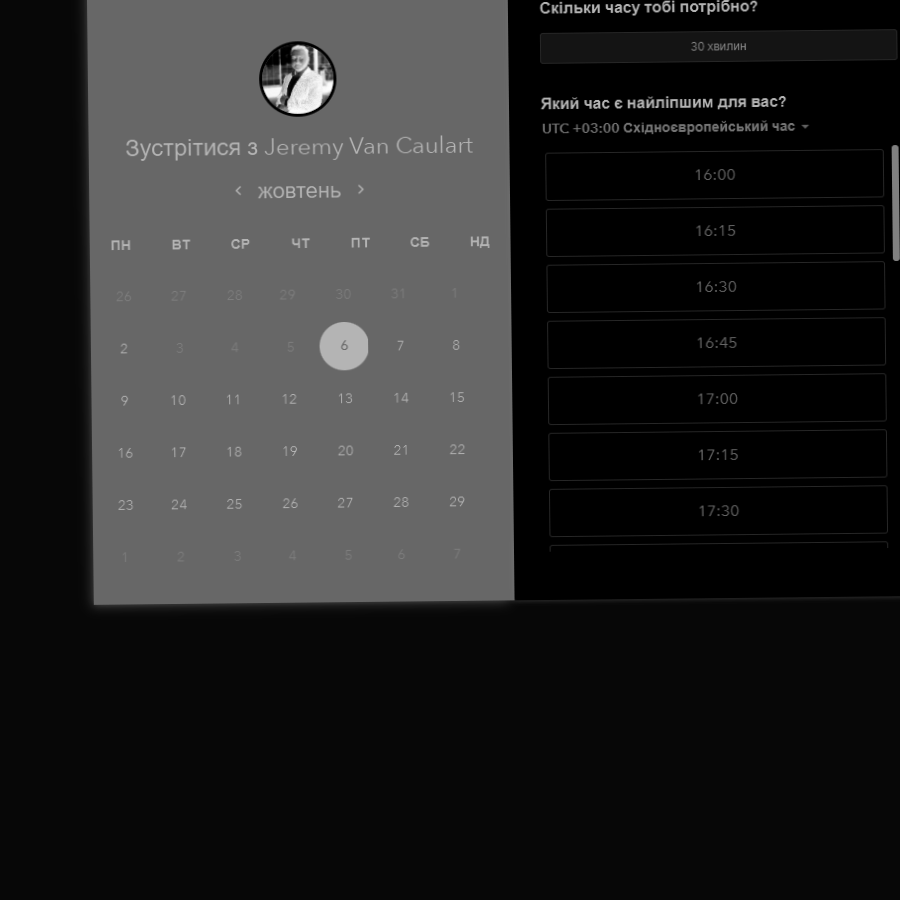 Зустрітися з Jeremy Van Caulart
жовтень
ПН ВТ СР ЧТ ПТ СБ НД
26 27 28 29 30 31 1
2 3 4 5 6 7 8
9 10 11 12 13 14 15
16 17 18 19 20 21 22
23 24 25 26 27 28 29
1 2 3 4 5 6 7
Скільки часу тобі потрібно?
30 хвилин
Який час є найліпшим для вас?
UTC +03:00 Східноєвропейський час
16:00
16:15
16:30
16:45
17:00
17:15
17:30